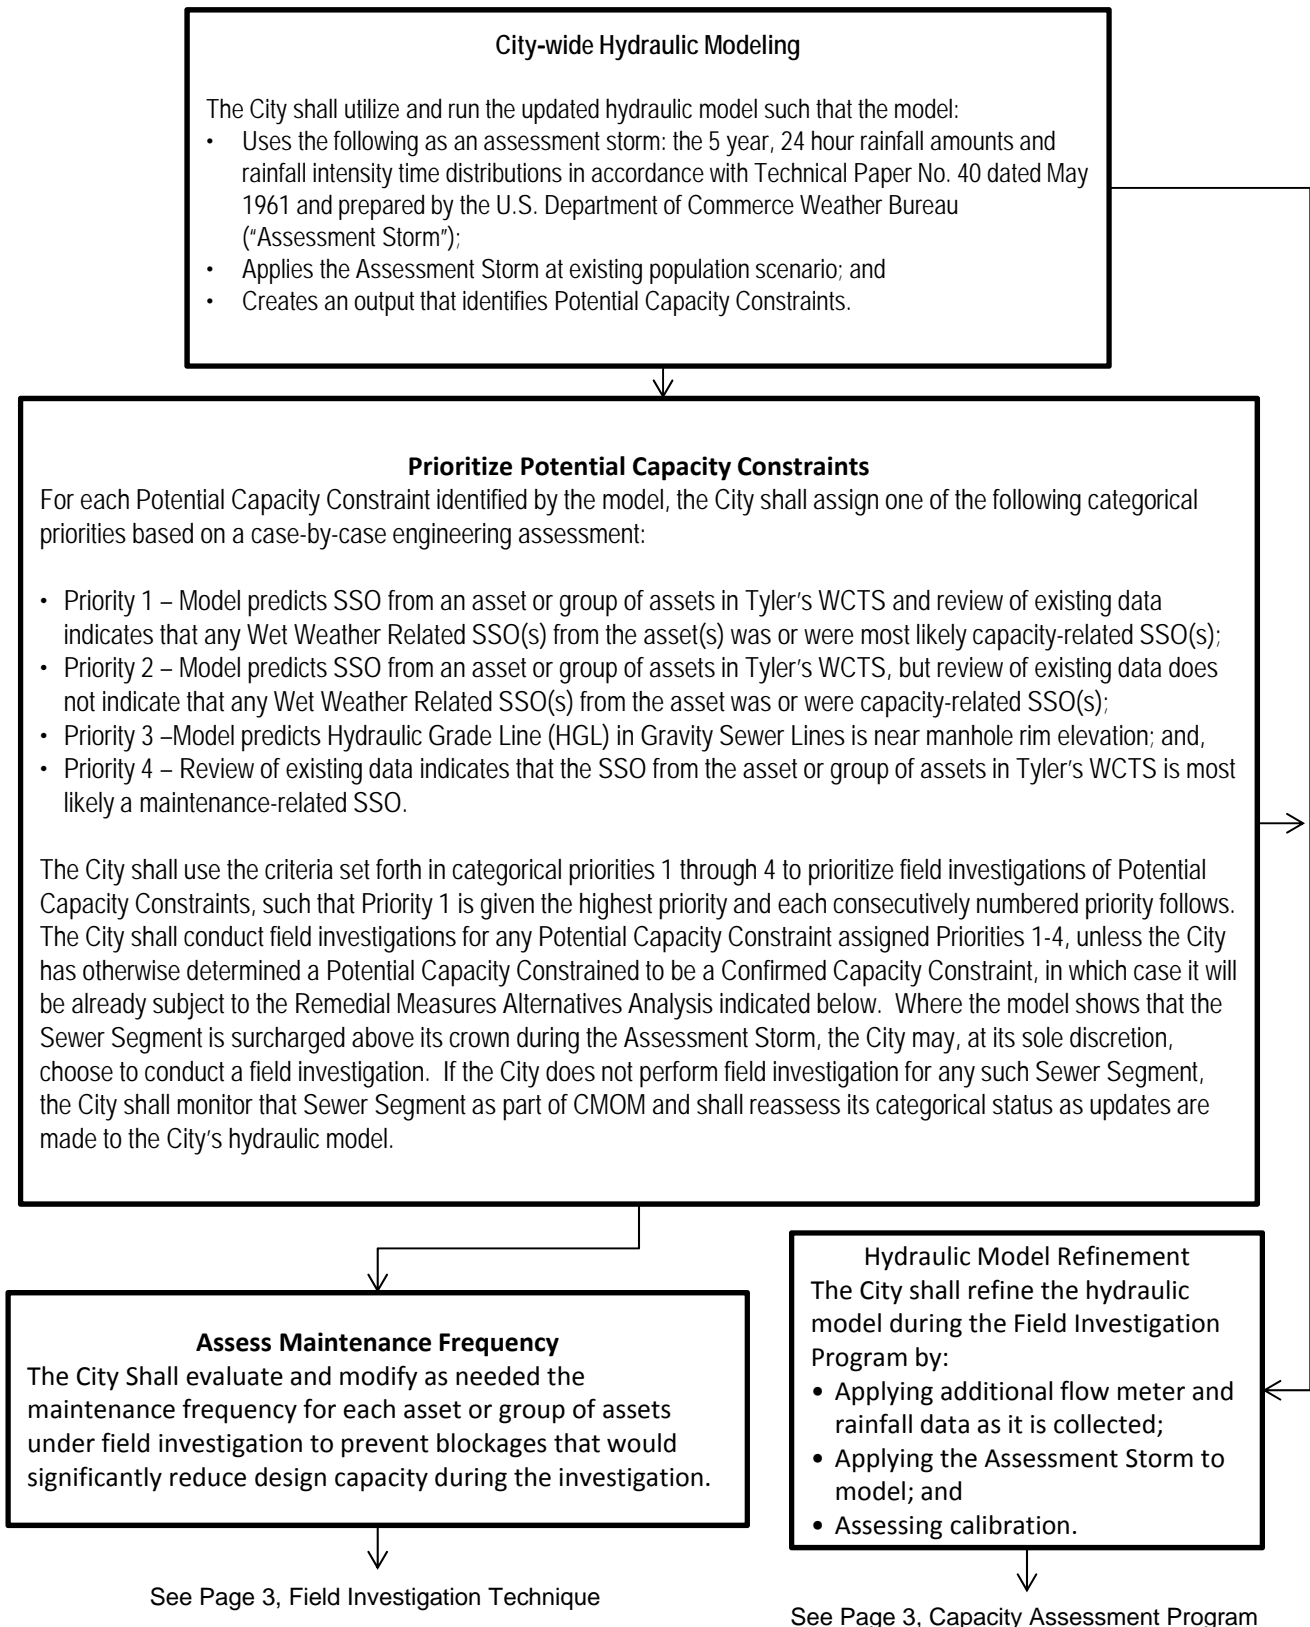 City-wide Hydraulic Modeling
The City shall utilize and run the updated hydraulic model such that the model:
• Uses the following as an assessment storm: the 5 year, 24 hour rainfall amounts and
rainfall intensity time distributions in accordance with Technical Paper No. 40 dated May
1961 and prepared by the U.S. Department of Commerce Weather Bureau
("Assessment Storm");
• Applies the Assessment Storm at existing population scenario; and
• Creates an output that identifies Potential Capacity Constraints.
Prioritize Potential Capacity Constraints
For each Potential Capacity Constraint identified by the model, the City shall assign one of the following categorical
priorities based on a case-by-case engineering assessment:
• Priority 1 – Model predicts SSO from an asset or group of assets in Tyler's WCTS and review of existing data
indicates that any Wet Weather Related SSO(s) from the asset(s) was or were most likely capacity-related SSO(s);
• Priority 2 – Model predicts SSO from an asset or group of assets in Tyler's WCTS, but review of existing data does
not indicate that any Wet Weather Related SSO(s) from the asset was or were capacity-related SSO(s);
• Priority 3 –Model predicts Hydraulic Grade Line (HGL) in Gravity Sewer Lines is near manhole rim elevation; and,
• Priority 4 – Review of existing data indicates that the SSO from the asset or group of assets in Tyler's WCTS is most
likely a maintenance-related SSO.
The City shall use the criteria set forth in categorical priorities 1 through 4 to prioritize field investigations of Potential
Capacity Constraints, such that Priority 1 is given the highest priority and each consecutively numbered priority follows.
The City shall conduct field investigations for any Potential Capacity Constraint assigned Priorities 1-4, unless the City
has otherwise determined a Potential Capacity Constrained to be a Confirmed Capacity Constraint, in which case it will
be already subject to the Remedial Measures Alternatives Analysis indicated below. Where the model shows that the
Sewer Segment is surcharged above its crown during the Assessment Storm, the City may, at its sole discretion,
choose to conduct a field investigation. If the City does not perform field investigation for any such Sewer Segment,
the City shall monitor that Sewer Segment as part of CMOM and shall reassess its categorical status as updates are
made to the City's hydraulic model.
Assess Maintenance Frequency
The City Shall evaluate and modify as needed the
maintenance frequency for each asset or group of assets
under field investigation to prevent blockages that would
significantly reduce design capacity during the investigation.
See Page 3, Field Investigation Technique
Hydraulic Model Refinement
The City shall refine the hydraulic
model during the Field Investigation
Program by:
• Applying additional flow meter and
rainfall data as it is collected;
• Applying the Assessment Storm to
model; and
• Assessing calibration.
See Page 3, Capacity Assessment Program